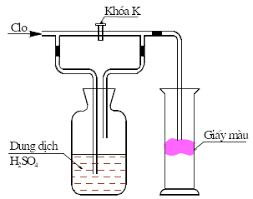 Khóa K
Clo
Giấy màu
Dung dịch
H₂SO₄